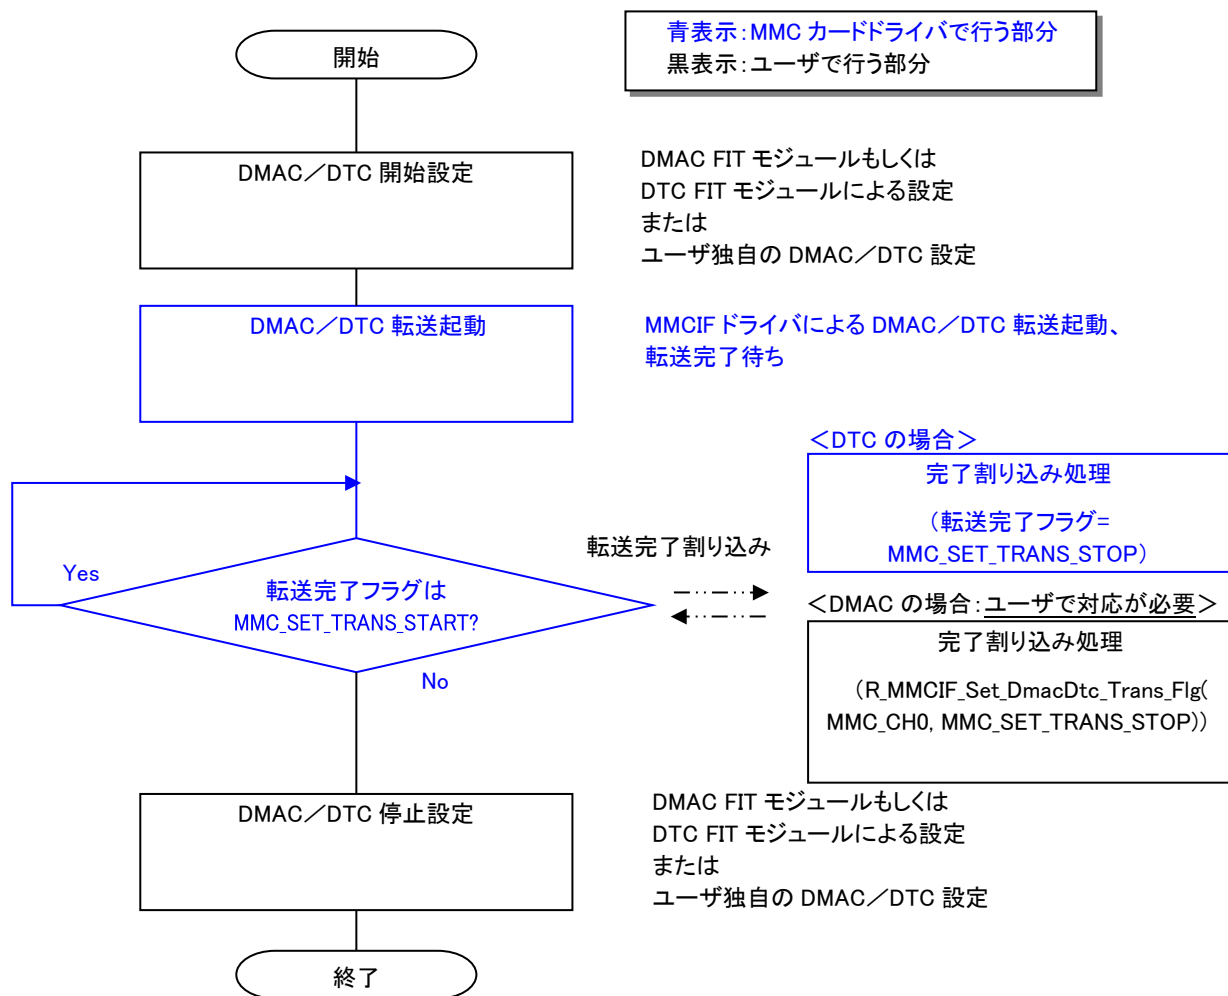 青表示：MMC カードドライバで行う部分
黒表示：ユーザで行う部分
開始
DMAC／DTC 開始設定
DMAC FIT モジュールもしくは
DTC FIT モジュールによる設定
または
ユーザ独自の DMAC／DTC 設定
DMAC／DTC 転送起動
MMCIF ドライバによる DMAC／DTC 転送起動、
転送完了待ち
＜DTC の場合＞
完了割り込み処理
（転送完了フラグ=
MMC_SET_TRANS_STOP）
転送完了割り込み
Yes
転送完了フラグは
MMC_SET_TRANS_START?
No
＜DMAC の場合：ユーザで対応が必要＞
完了割り込み処理
（R_MMCIF_Set_DmacDtc_Trans_Flg(
MMC_CH0, MMC_SET_TRANS_STOP)）
DMAC／DTC 停止設定
DMAC FIT モジュールもしくは
DTC FIT モジュールによる設定
または
ユーザ独自の DMAC／DTC 設定
終了